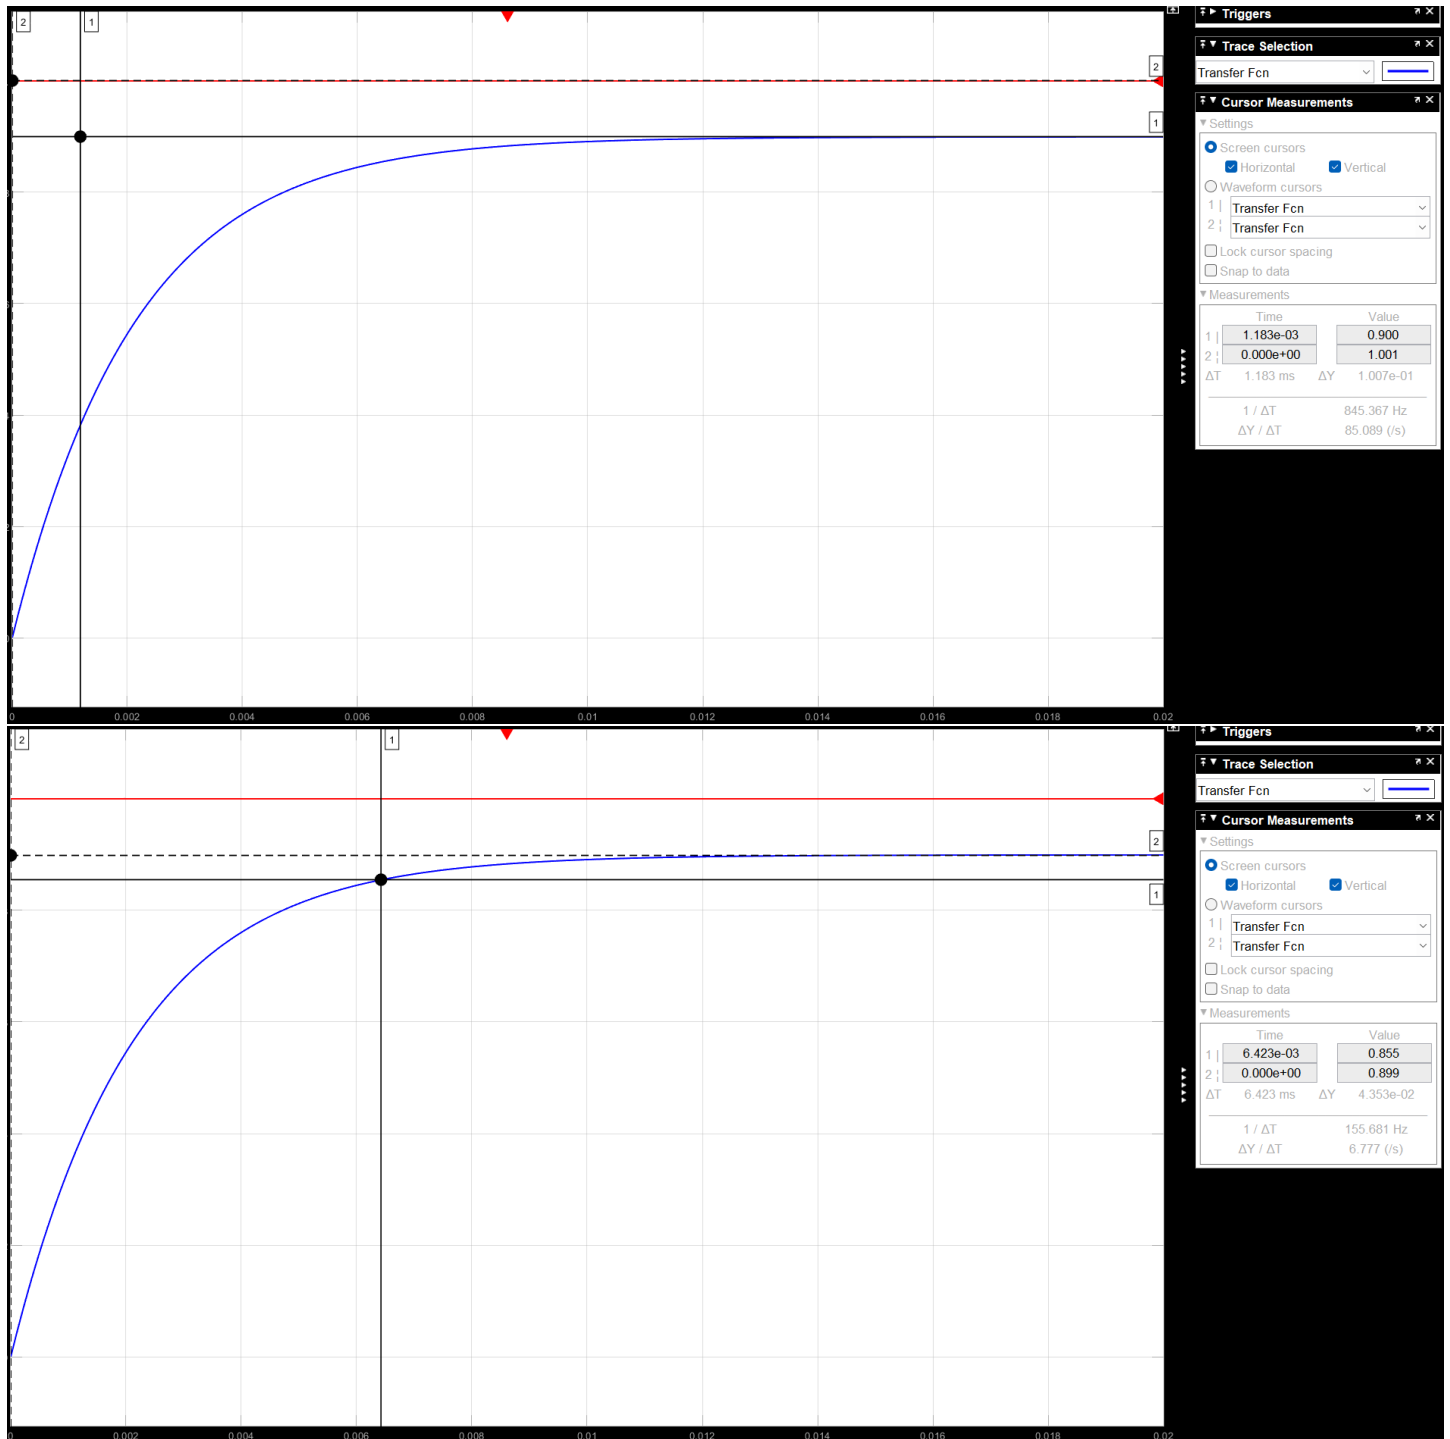 2
1
Triggers
Trace Selection
Transfer Fcn
2
Cursor Measurements
Settings
1
Screen cursors
Horizontal Vertical
Waveform cursors
1 | Transfer Fcn
2 ¦ Transfer Fcn
Lock cursor spacing
Snap to data
Measurements
Time Value
1 | 1.183e-03 0.900
2 ¦ 0.000e+00 1.001
ΔT 1.183 ms ΔY 1.007e-01
1 / ΔT 845.367 Hz
ΔY / ΔT 85.089 (/s)
0 0.002 0.004 0.006 0.008 0.01 0.012 0.014 0.016 0.018 0.02
2
1
Triggers
Trace Selection
Transfer Fcn
Cursor Measurements
2
Settings
Screen cursors
Horizontal Vertical
1
Waveform cursors
1 | Transfer Fcn
2 ¦ Transfer Fcn
Lock cursor spacing
Snap to data
Measurements
Time Value
1 | 6.423e-03 0.855
2 ¦ 0.000e+00 0.899
ΔT 6.423 ms ΔY 4.353e-02
1 / ΔT 155.681 Hz
ΔY / ΔT 6.777 (/s)
0 0.002 0.004 0.006 0.008 0.01 0.012 0.014 0.016 0.018 0.02